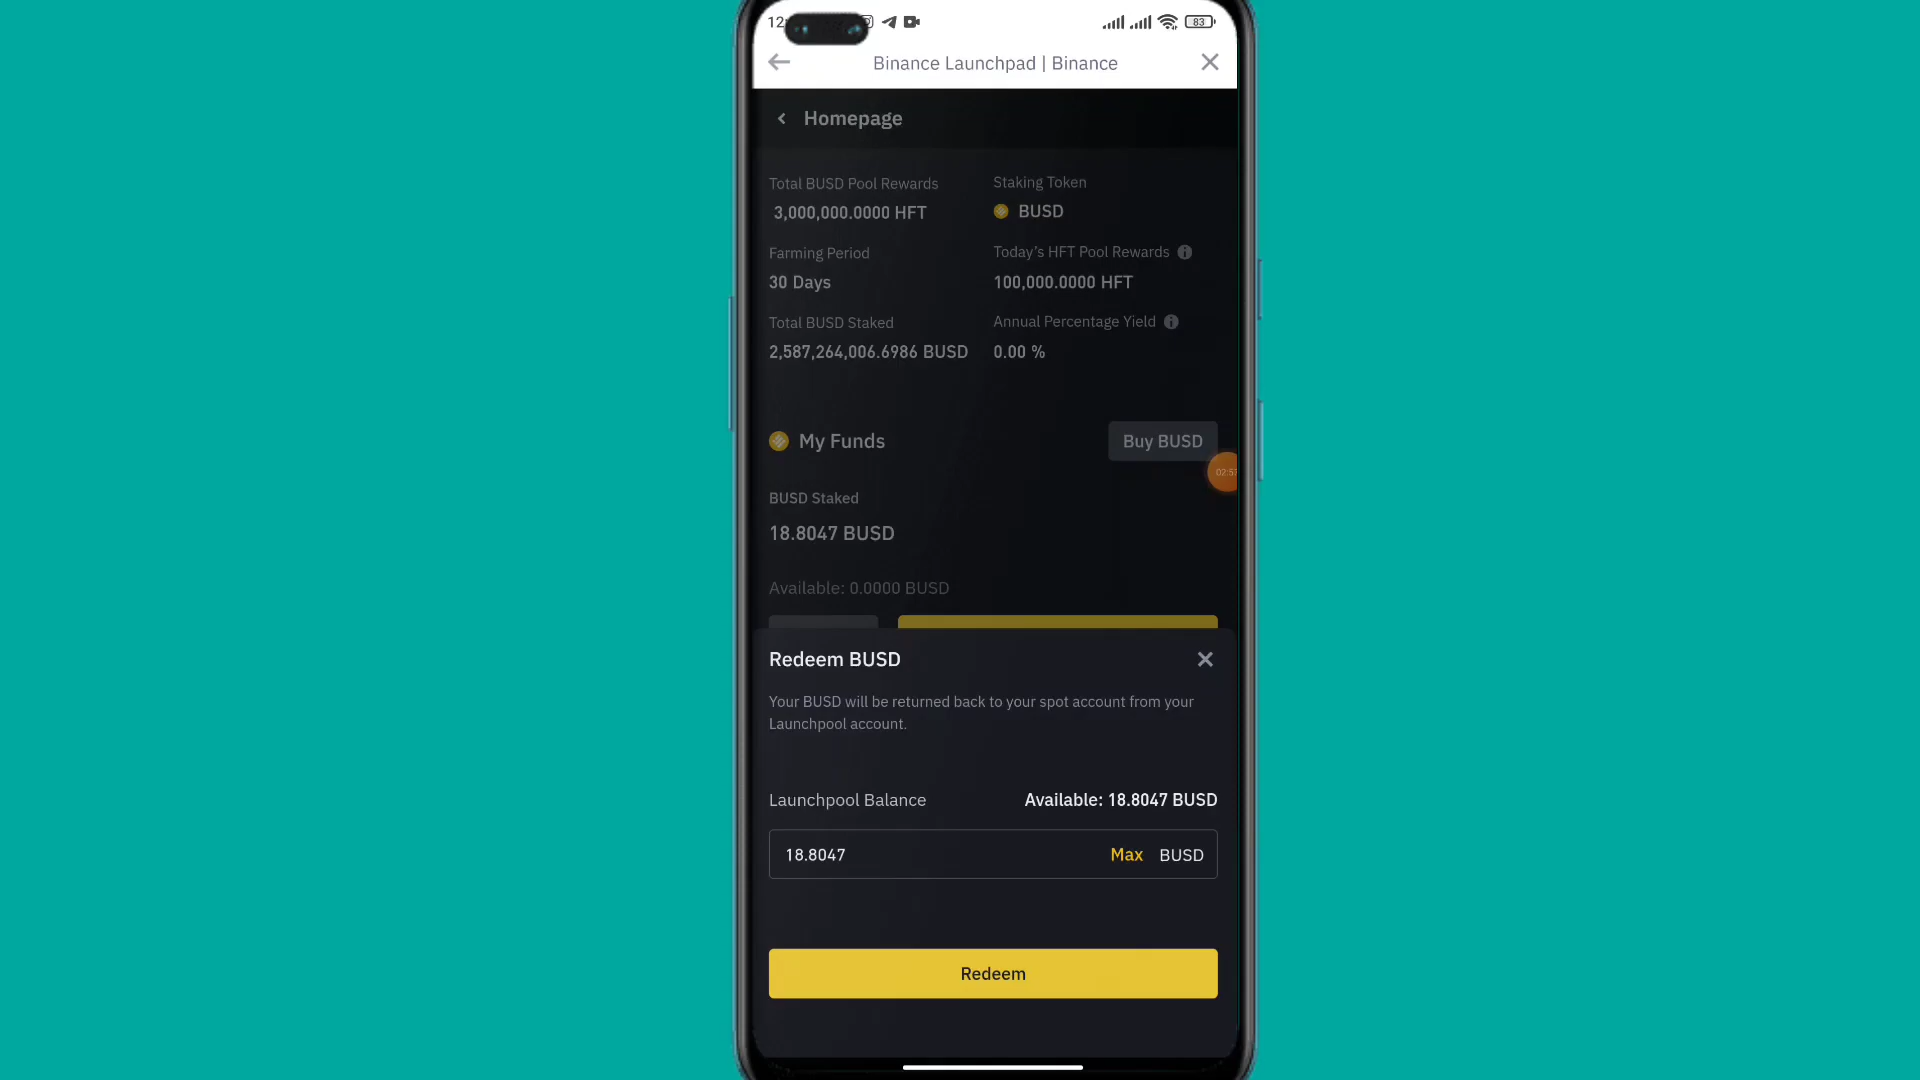 12
83
Binance Launchpad | Binance
Homepage
Total BUSD Pool Rewards
3,000,000.0000 HFT
Staking Token
BUSD
Farming Period
30 Days
Today's HFT Pool Rewards
100,000.0000 HFT
Total BUSD Staked
2,587,264,006.6986 BUSD
Annual Percentage Yield
0.00 %
My Funds
Buy BUSD
BUSD Staked
18.8047 BUSD
Available: 0.0000 BUSD
Redeem BUSD
Your BUSD will be returned back to your spot account from your
Launchpool account.
Launchpool Balance
Available: 18.8047 BUSD
18.8047
Max BUSD
Redeem